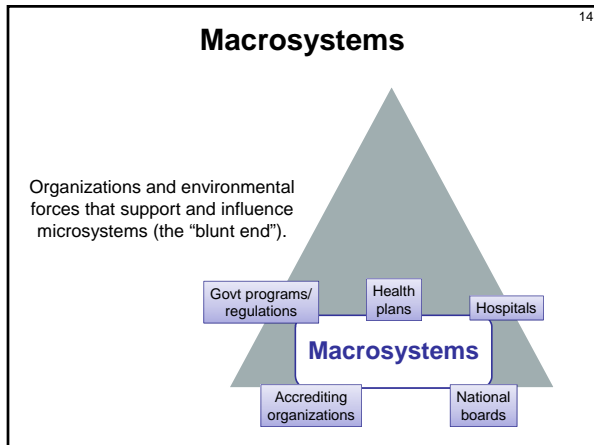 14
Macrosystems
Organizations and environmental
forces that support and influence
microsystems (the “blunt end”).
Govt programs/
regulations
Health
plans
Hospitals
Macrosystems
Accrediting
organizations
National
boards